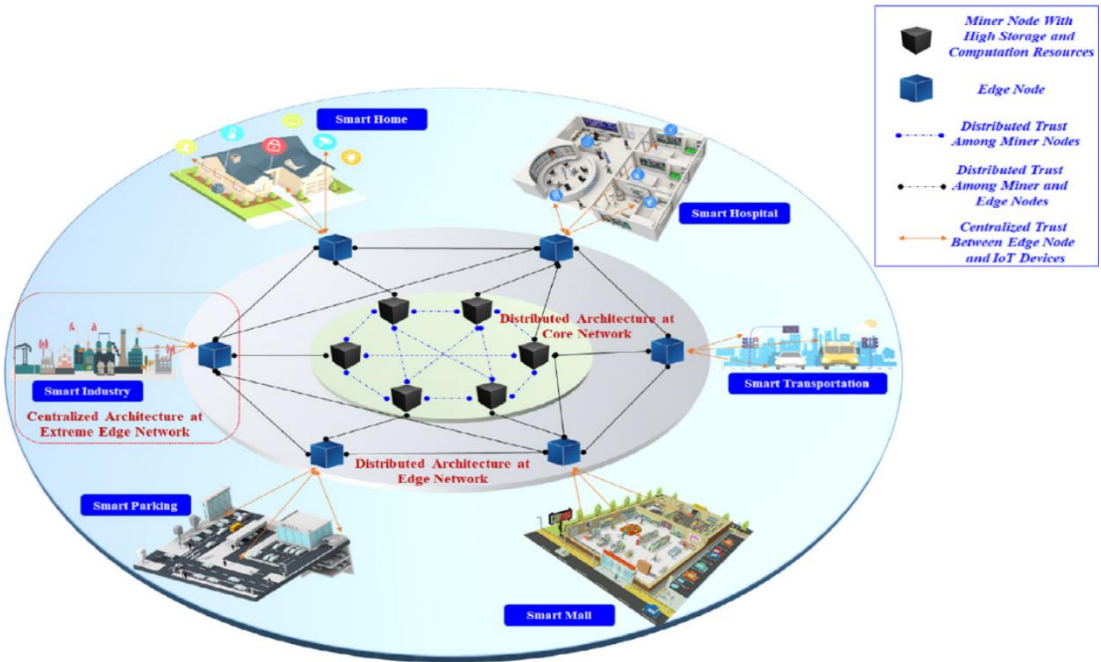 Miner Node With
High Storage and
Computation Resources
Edge Node
Distributed Trust
Among Miner Nodes
Distributed Trust
Among Miner and
Edge Nodes
Centralized Trust
Between Edge Node
and IoT Devices
Smart Home
Smart Hospital
Distributed Architecture at
Core Network
Smart Industry
Smart Transportation
Centralized Architecture at
Extreme Edge Network
Distributed Architecture at
Edge Network
Smart Parking
Smart Mall